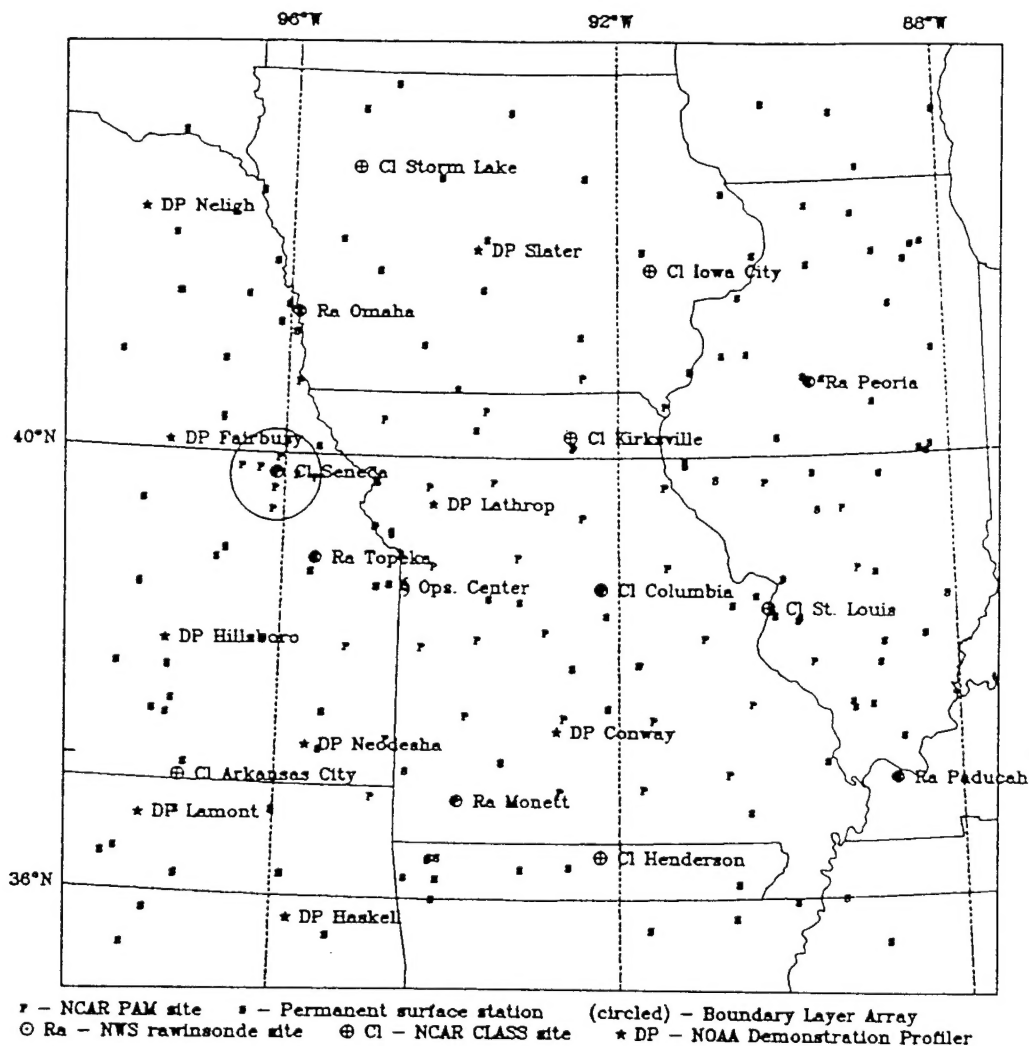 96°W 92°W 88°W
Cl Storm Lake
DP Neligh
DP Slater
Cl Iowa City
Ra Omaha
Ra Peoria
40°N
DP Fairbury
Cl Kirksville
Cl Seneca
DP Lathrop
Ra Topeka
Ops. Center
Cl Columbia
Cl St. Louis
DP Hillsboro
DP Neodesha
DP Conway
Cl Arkansas City
Ra Paducah
DP Lamont
Ra Monett
Cl Henderson
36°N
DP Haskell
P – NCAR PAM site S – Permanent surface station (circled) – Boundary Layer Array
⊙ Ra – NWS rawinsonde site ⊕ Cl – NCAR CLASS site ★ DP – NOAA Demonstration Profiler